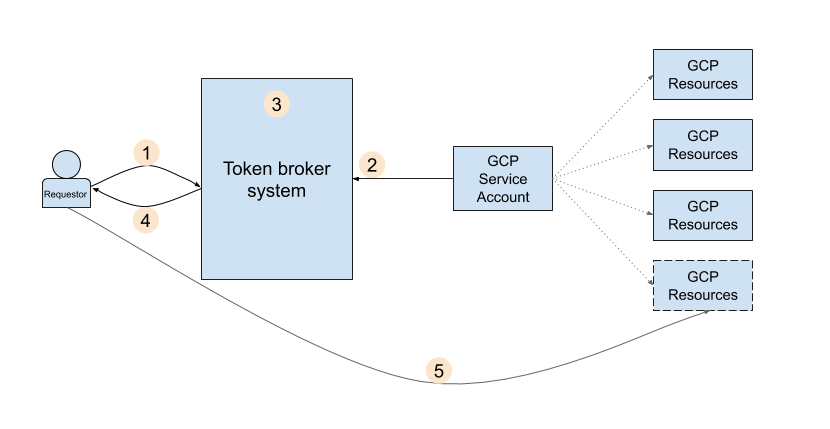 1
4
Requestor
3
Token broker
system
2
GCP
Service
Account
GCP
Resources
GCP
Resources
GCP
Resources
GCP
Resources
5